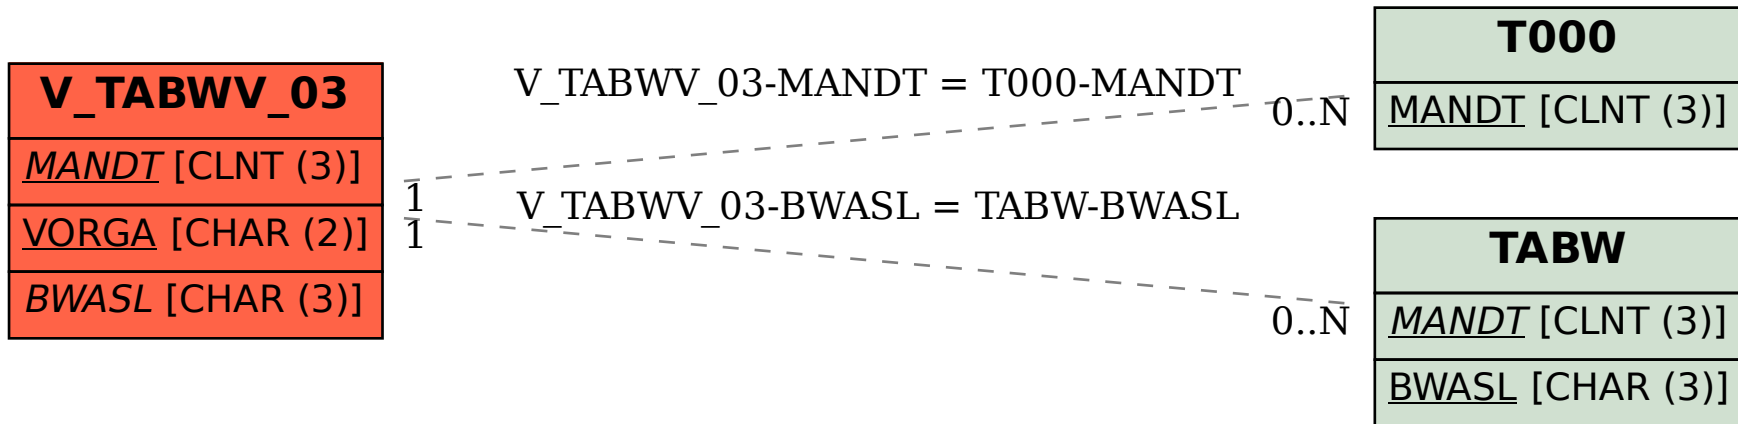 V_TABWV_03
MANDT [CLNT (3)]
VORGA [CHAR (2)]
BWASL [CHAR (3)]
V_TABWV_03-MANDT = T000-MANDT
0..N
1
V_TABWV_03-BWASL = TABW-BWASL
1
0..N
T000
MANDT [CLNT (3)]
TABW
MANDT [CLNT (3)]
BWASL [CHAR (3)]